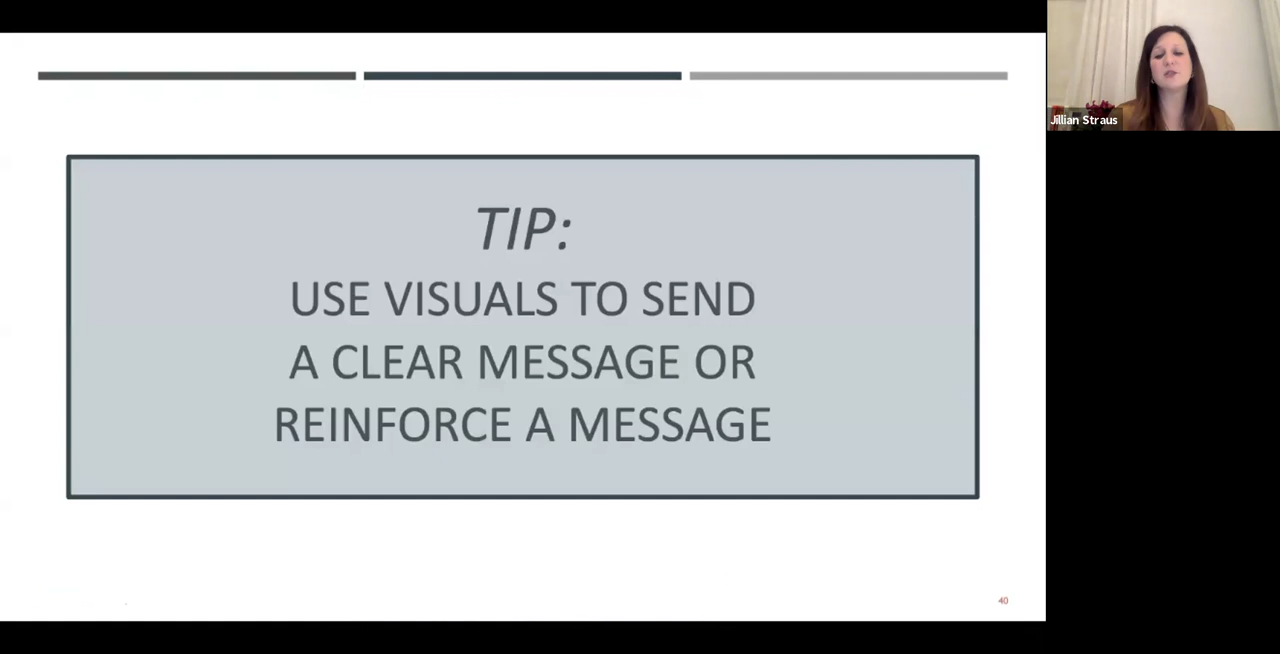 TIP:
USE VISUALS TO SEND
A CLEAR MESSAGE OR
REINFORCE A MESSAGE
40
Jillian Straus